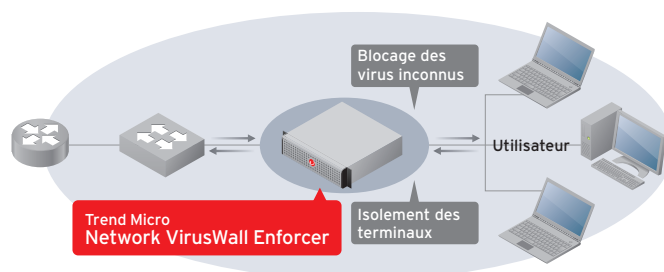 Blocage des
virus inconnus
Utilisateur
Trend Micro
Network VirusWall Enforcer
Isolement des
terminaux